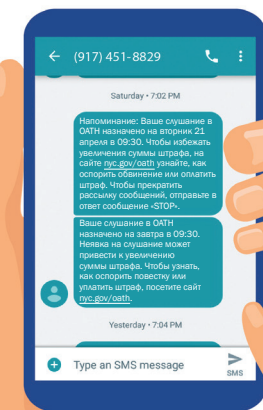 (917) 451-8829
Saturday • 7:02 PM
Напоминание: Ваше слушание в
OATH назначено на вторник 21
апреля в 09:30. Чтобы избежать
увеличения суммы штрафа, на
сайте nyc.gov/oath узнайте, как
оспорить обвинение или оплатить
штраф. Чтобы прекратить
рассылку сообщений, отправьте в
ответ сообщение «STOP».
Ваше слушание в OATH
назначено на завтра в 09:30.
Неявка на слушание может
привести к увеличению
суммы штрафа. Чтобы узнать,
как оспорить повестку или
уплатить штраф, посетите сайт
nyc.gov/oath.
Yesterday • 7:04 PM
Type an SMS message
SMS